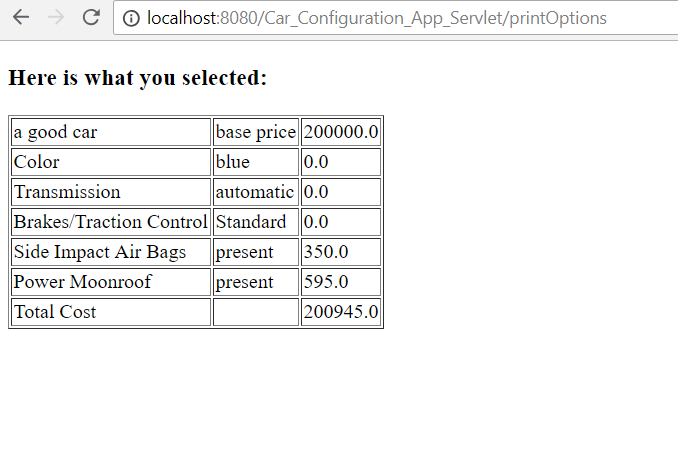 localhost:8080/Car_Configuration_App_Servlet/printOptions
Here is what you selected:
a good car base price 200000.0
Color blue 0.0
Transmission automatic 0.0
Brakes/Traction Control Standard 0.0
Side Impact Air Bags present 350.0
Power Moonroof present 595.0
Total Cost 200945.0